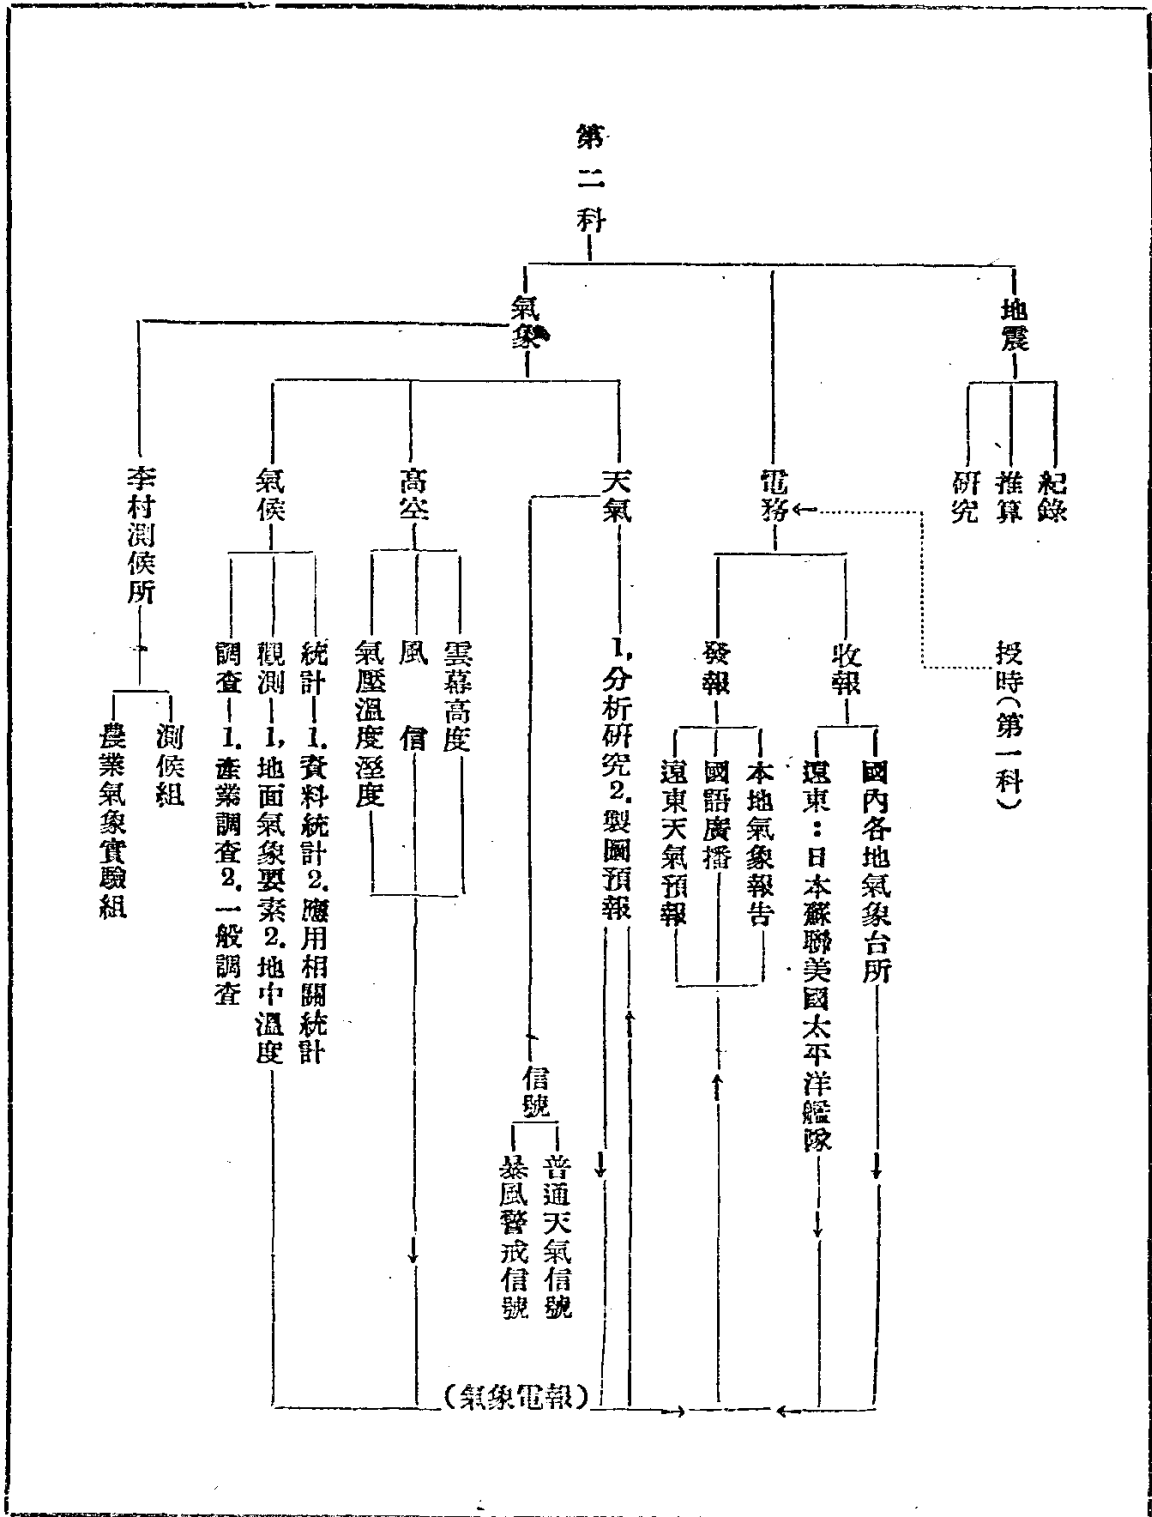 第二科
地震
紀錄
推算
研究
授時(第一科)
電務
收報
國內各地氣象台所
遠東:日本蘇聯美國太平洋艦隊
發報
本地氣象報告
國語廣播
遠東天氣預報
氣象
天氣
1.分析研究2.製圖預報
信號
普通天氣信號
暴風警戒信號
高空
雲幕高度
風信
氣壓溫度溼度
氣候
統計—1.資料統計2.應用相關統計
觀測—1,地面氣象要素2.地中溫度
調查—1.產業調查2.一般調查
李村測候所
測候組
農業氣象實驗組
(氣象電報)